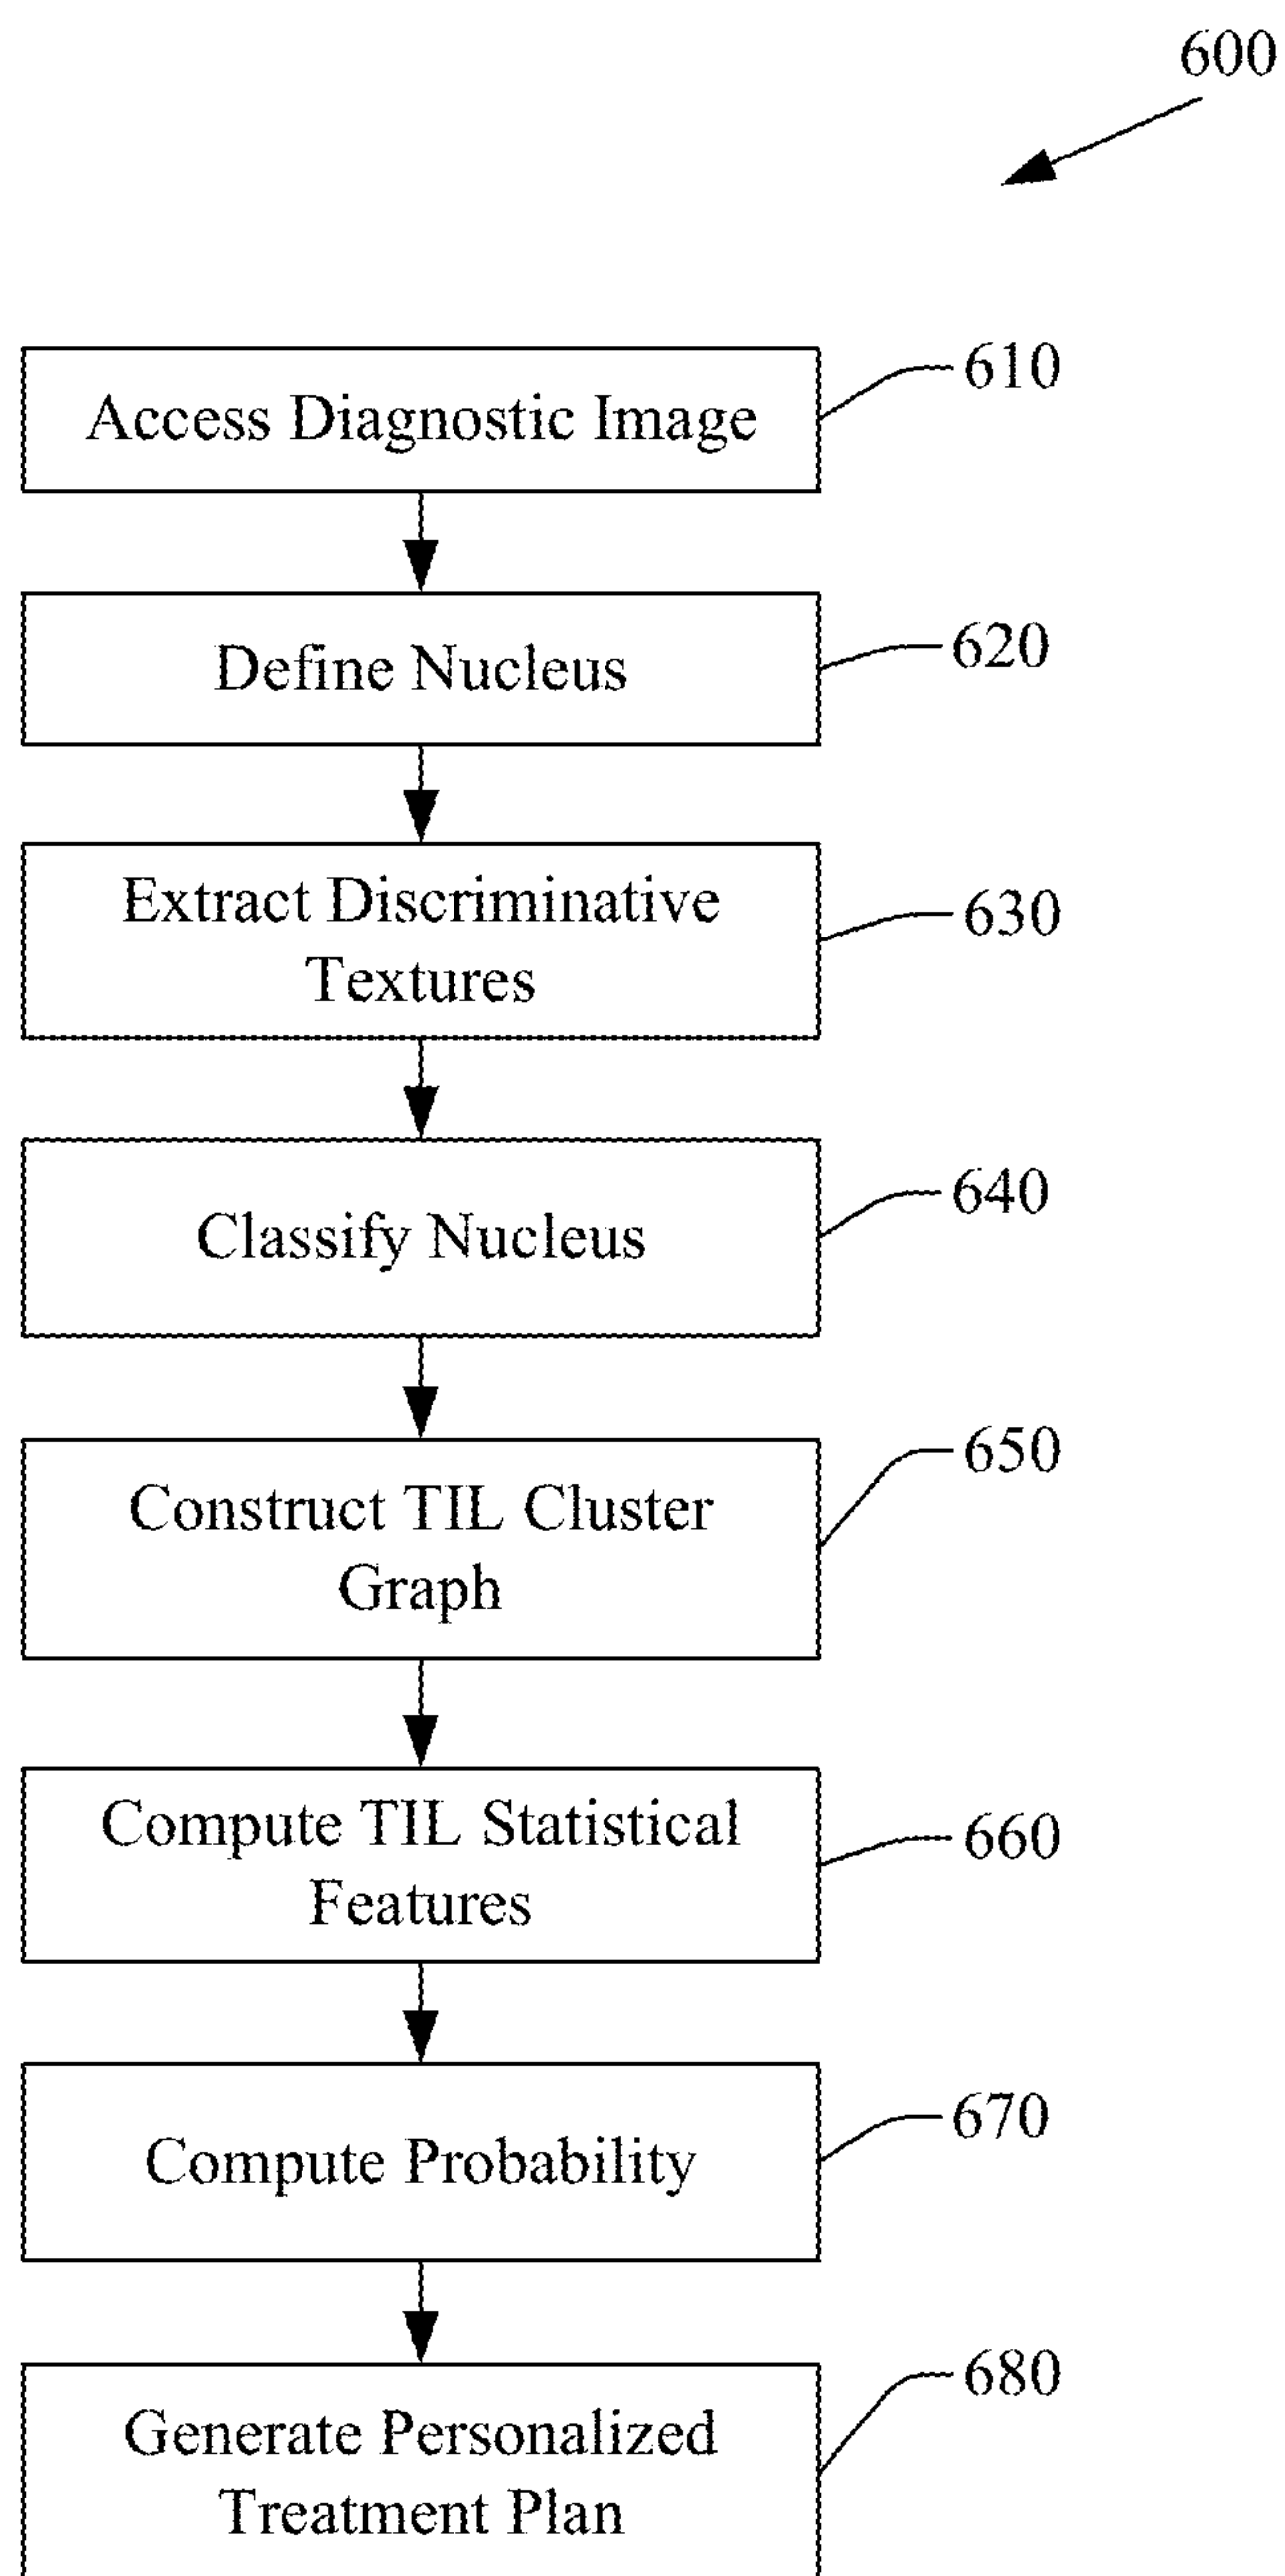 600
Access Diagnostic Image
610
Define Nucleus
620
Extract Discriminative
Textures
630
Classify Nucleus
640
Construct TIL Cluster
Graph
650
Compute TIL Statistical
Features
660
Compute Probability
670
Generate Personalized
Treatment Plan
680